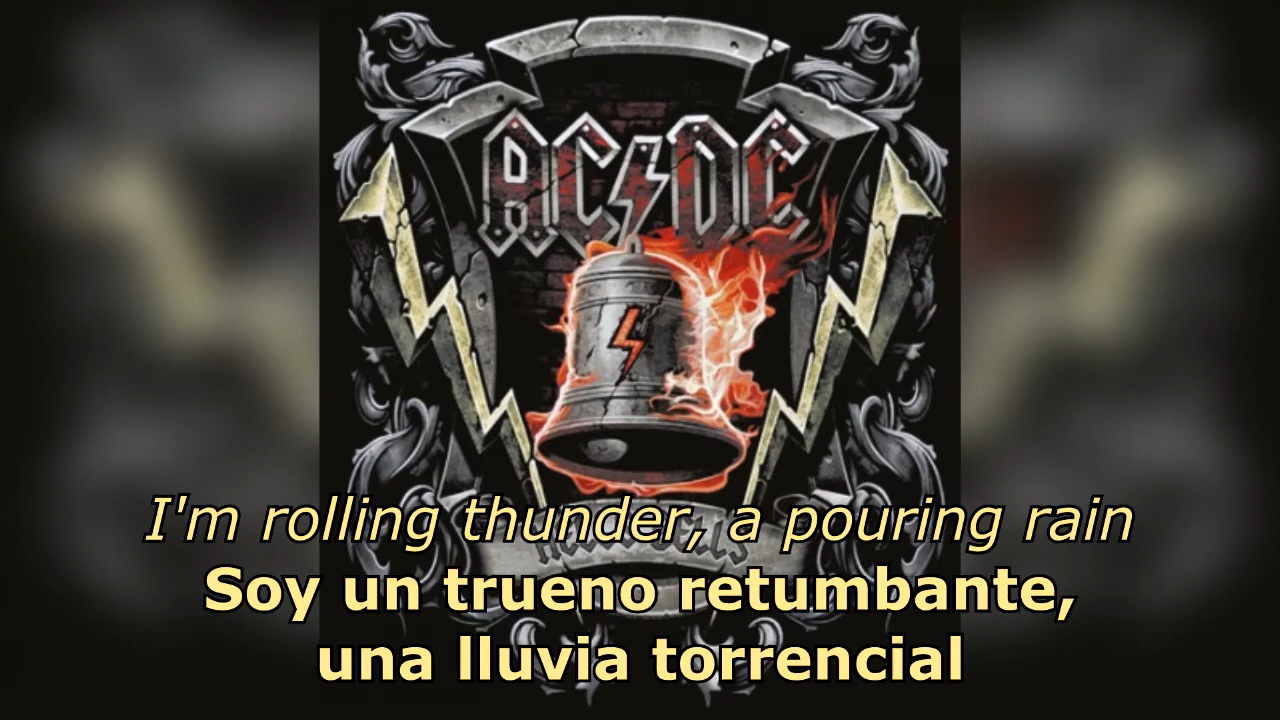 AC⚡DC
I'm rolling thunder, a pouring rain
Soy un trueno retumbante,
una lluvia torrencial